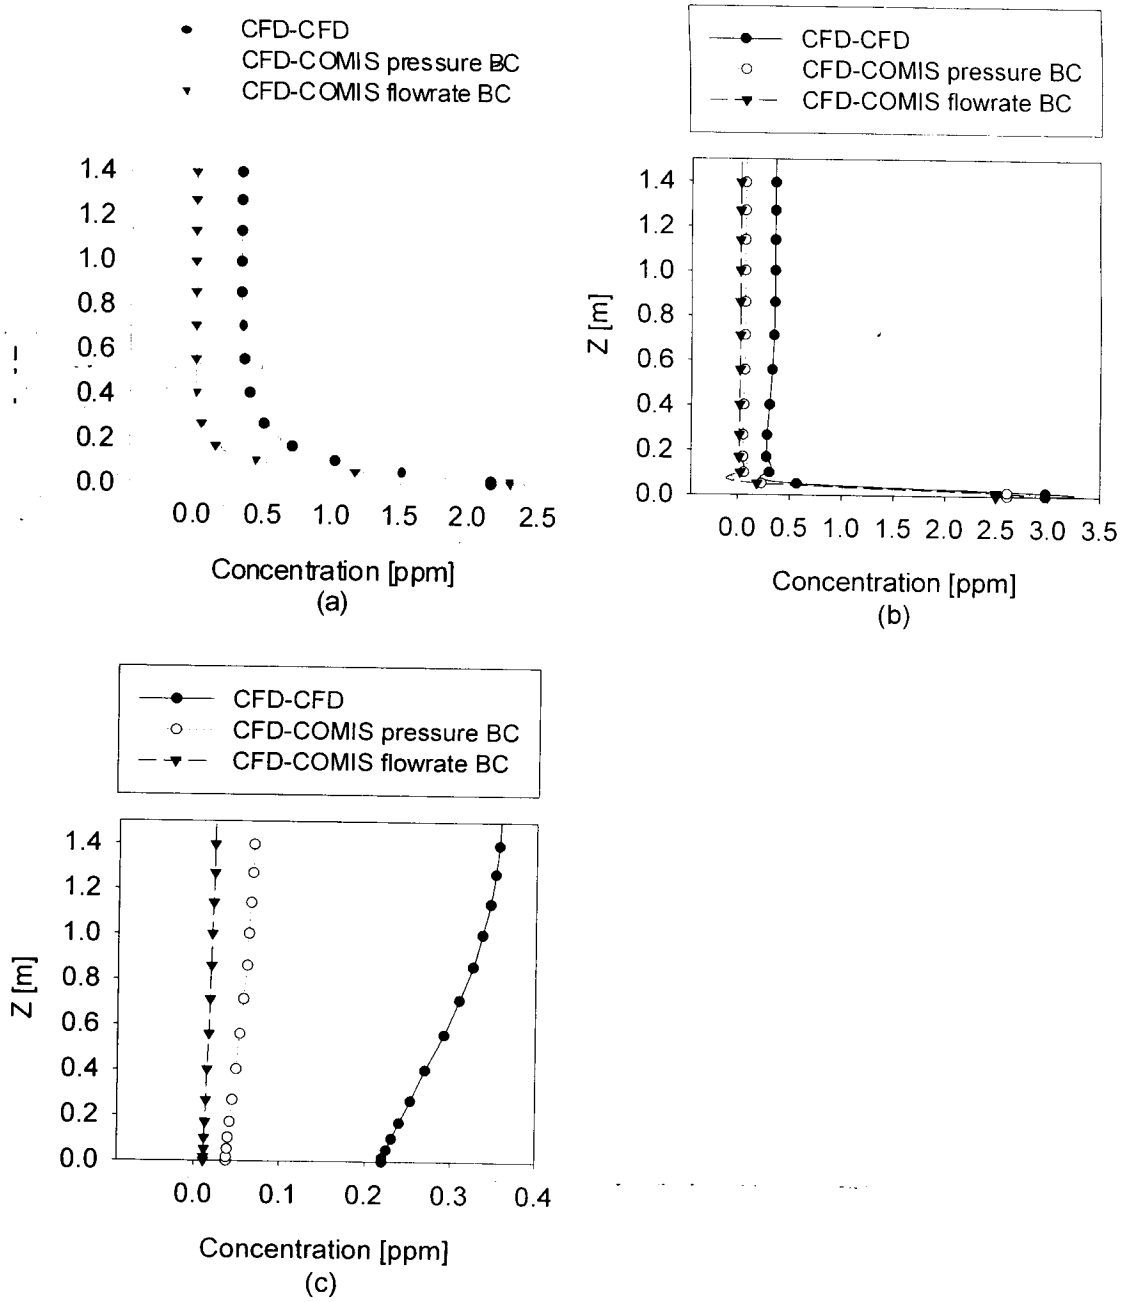 CFD-CFD
CFD-COMIS pressure BC
CFD-COMIS flowrate BC
1.4
1.2
1.0
0.8
0.6
0.4
0.2
0.0
0.0 0.5 1.0 1.5 2.0 2.5
Concentration [ppm]
(a)
CFD-CFD
CFD-COMIS pressure BC
CFD-COMIS flowrate BC
Z [m]
1.4
1.2
1.0
0.8
0.6
0.4
0.2
0.0
0.0 0.5 1.0 1.5 2.0 2.5 3.0 3.5
Concentration [ppm]
(b)
CFD-CFD
CFD-COMIS pressure BC
CFD-COMIS flowrate BC
Z [m]
1.4
1.2
1.0
0.8
0.6
0.4
0.2
0.0
0.0 0.1 0.2 0.3 0.4
Concentration [ppm]
(c)